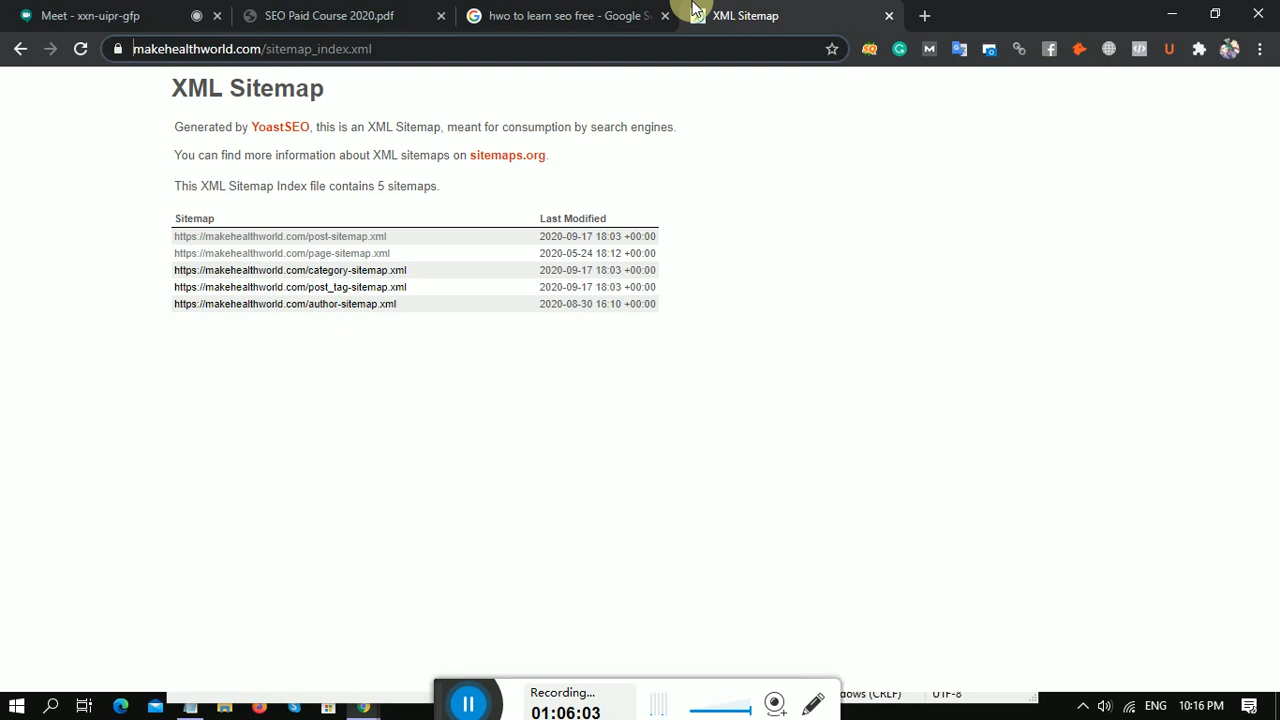 Meet - xxn-uipr-gfp
SEO Paid Course 2020.pdf
hwo to learn seo free - Google S
XML Sitemap
makehealthworld.com/sitemap_index.xml
XML Sitemap
Generated by YoastSEO, this is an XML Sitemap, meant for consumption by search engines.
You can find more information about XML sitemaps on sitemaps.org.
This XML Sitemap Index file contains 5 sitemaps.
Sitemap Last Modified
https://makehealthworld.com/post-sitemap.xml 2020-09-17 18:03 +00:00
https://makehealthworld.com/page-sitemap.xml 2020-05-24 18:12 +00:00
https://makehealthworld.com/category-sitemap.xml 2020-09-17 18:03 +00:00
https://makehealthworld.com/post_tag-sitemap.xml 2020-09-17 18:03 +00:00
https://makehealthworld.com/author-sitemap.xml 2020-08-30 16:10 +00:00
Recording...
01:06:03
(CRLF) UTF-8
ENG 10:16 PM